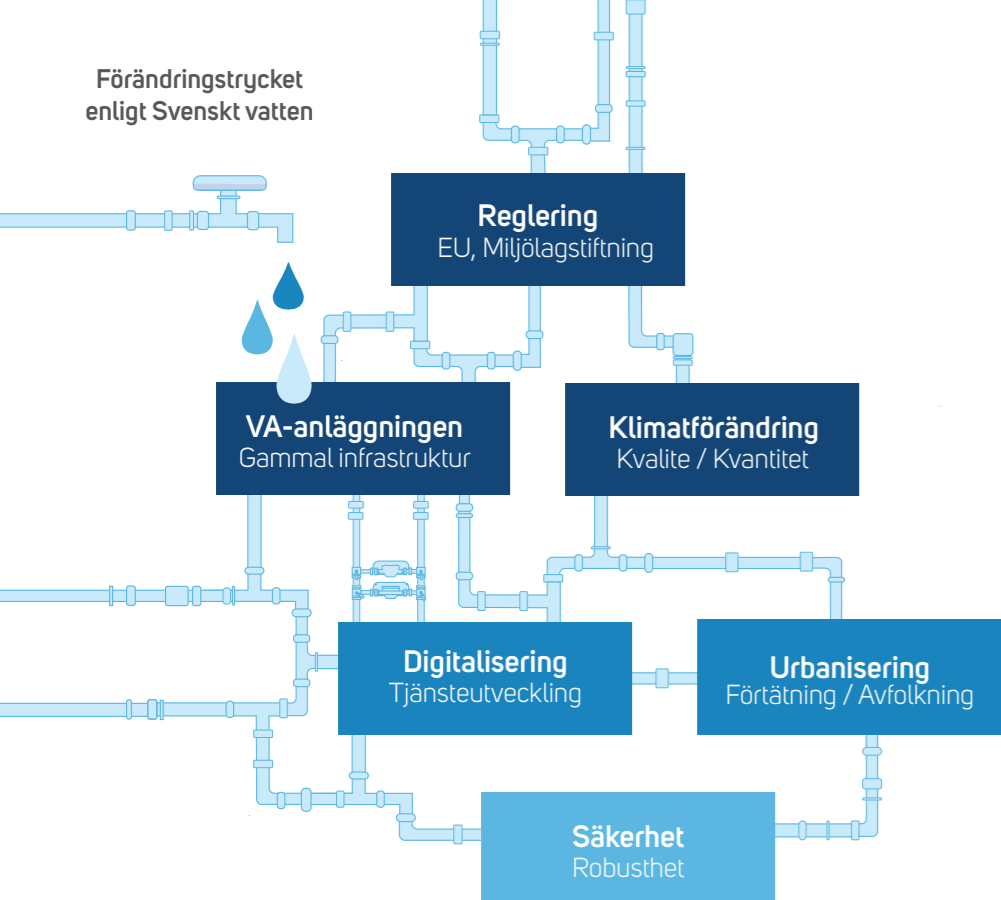 Förändringstrycket
enligt Svenskt vatten
Reglering
EU, Miljölagstiftning
VA-anläggningen
Gammal infrastruktur
Klimatförändring
Kvalite / Kvantitet
Digitalisering
Tjänsteutveckling
Urbanisering
Förtätning / Avfolkning
Säkerhet
Robusthet